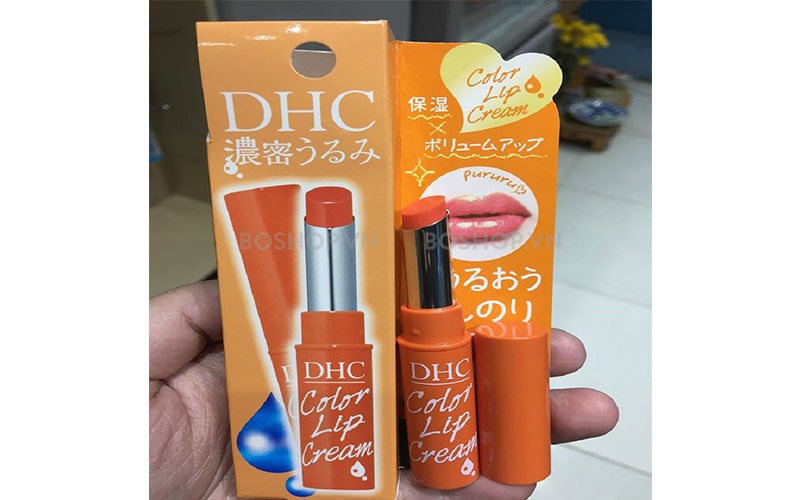 DHC
濃密うるみ
DHC
Color
Lip
Cream
Color
Lip
Cream
保湿
×
ボリュームアップ
pururu
うるおう
DHC
Color
Lip
Cream
BOSHOP.VN
BOSHOP.VN